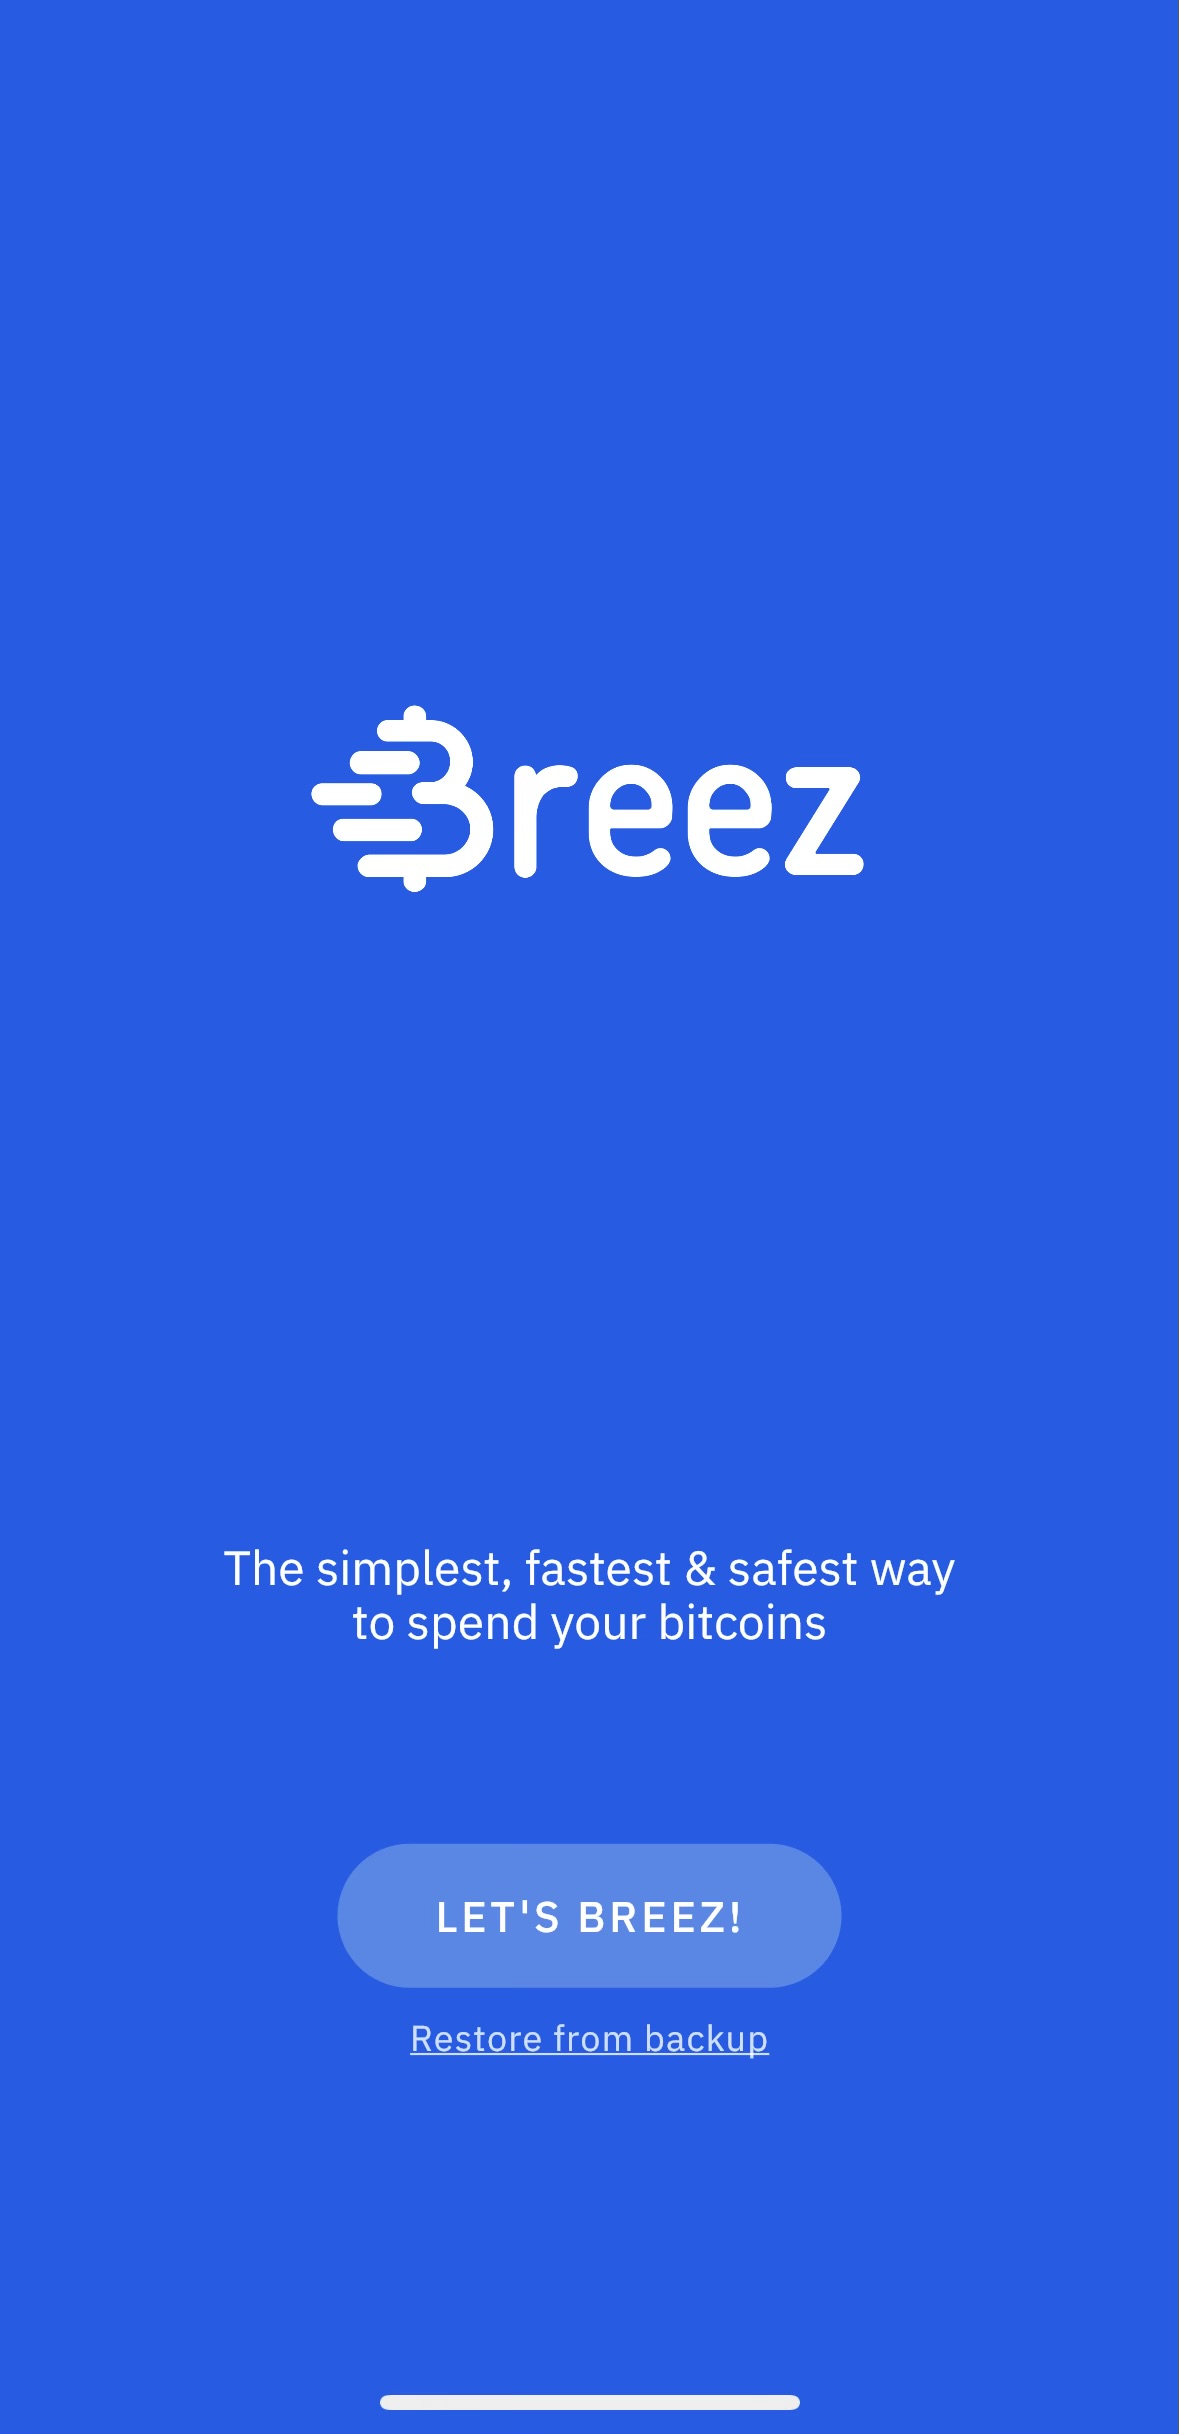 Breez
The simplest, fastest & safest way
to spend your bitcoins
LET'S BREEZ!
Restore from backup